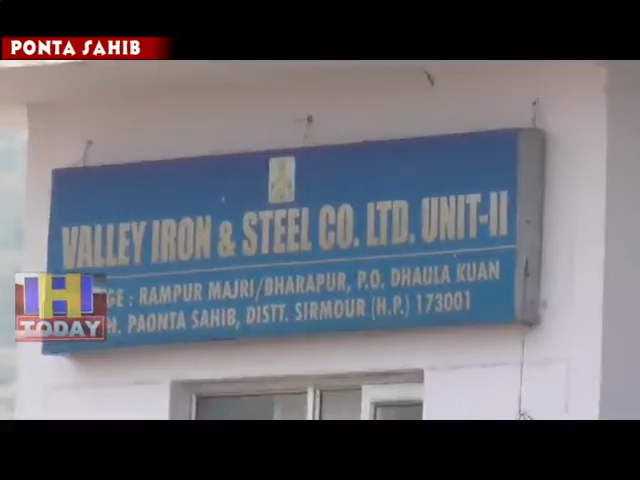 PONTA SAHIB
VALLEY IRON & STEEL CO. LTD. UNIT-II
GE : RAMPUR MAJRI/BHARAPUR, P.O. DHAULA KUAN
H. PAONTA SAHIB, DISTT. SIRMOUR (H.P.) 173001
H
TODAY